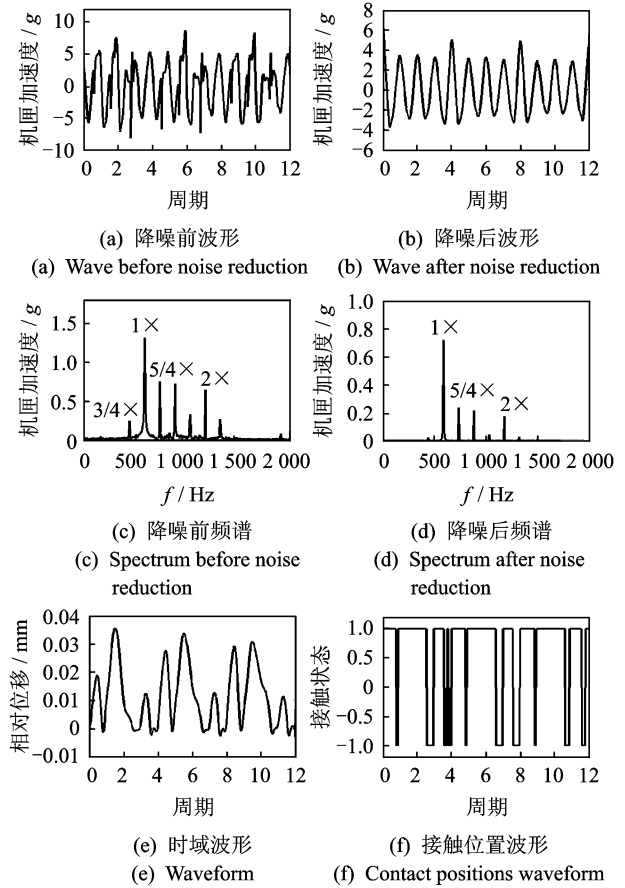 机匣加速度 / g
10
5
0
−5
−10
0 2 4 6 8 10 12
周期
(a) 降噪前波形
(a) Wave before noise reduction
机匣加速度 / g
8
6
4
2
0
−2
−4
−6
0 2 4 6 8 10 12
周期
(b) 降噪后波形
(b) Wave after noise reduction
机匣加速度 / g
1.5
1.0
0.5
0
1×
5/4×
2×
3/4×
0 500 1 000 1 500 2 000
f / Hz
(c) 降噪前频谱
(c) Spectrum before noise
reduction
机匣加速度 / g
1.0
0.8
0.6
0.4
0.2
0
1×
5/4×
2×
500 1 000 1 500 2 000
f / Hz
(d) 降噪后频谱
(d) Spectrum after noise
reduction
相对位移 / mm
0.04
0.03
0.02
0.01
0
−0.01
0 2 4 6 8 10 12
周期
(e) 时域波形
(e) Waveform
接触状态
1.0
0.5
0
−0.5
−1.0
0 2 4 6 8 10 12
周期
(f) 接触位置波形
(f) Contact positions waveform